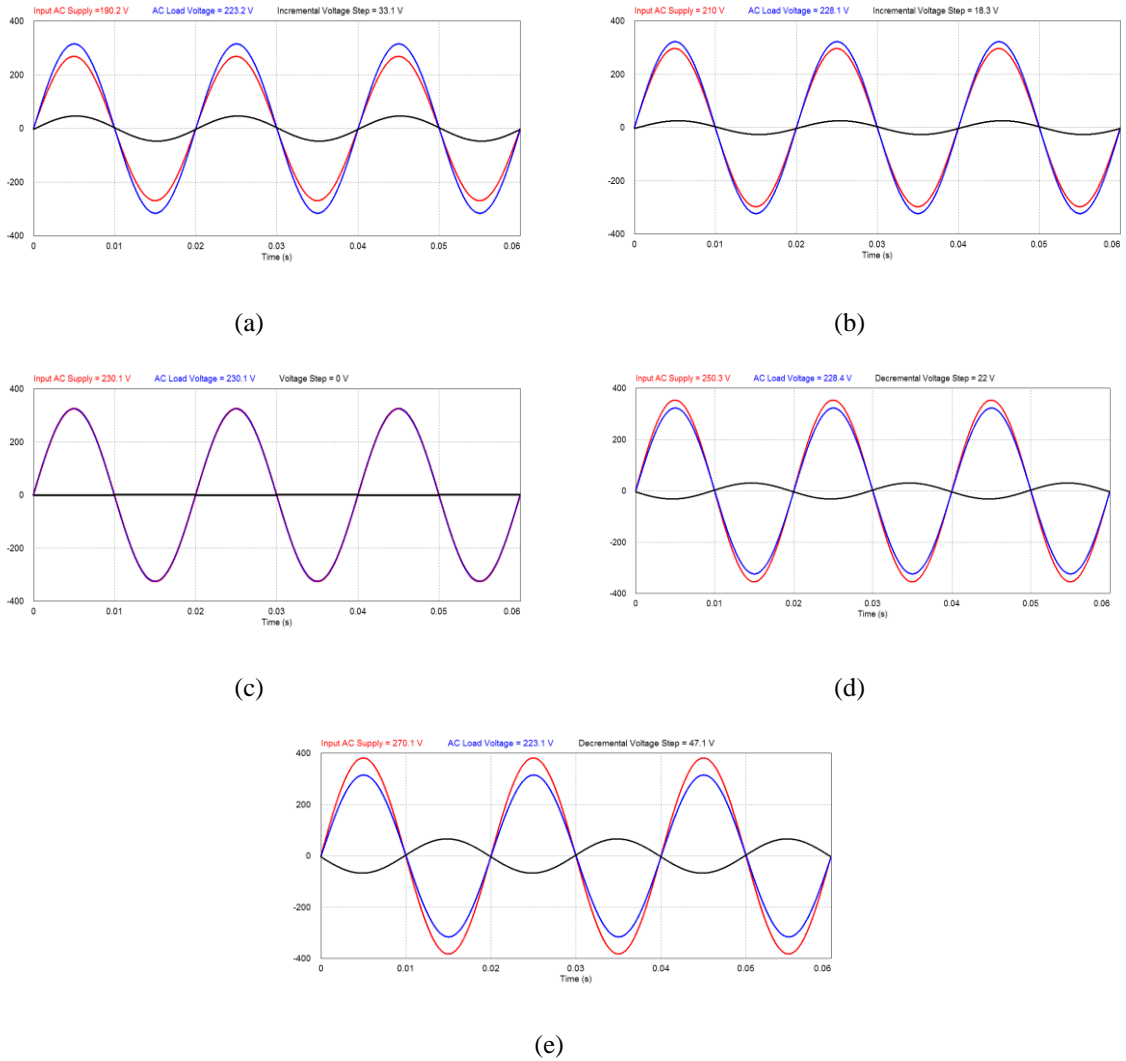 Input AC Supply =190.2 V AC Load Voltage = 223.2 V Incremental Voltage Step = 33.1 V
400
200
0
-200
-400
0 0.01 0.02 0.03 0.04 0.05 0.06
Time (s)
(a)
Input AC Supply = 210 V AC Load Voltage = 228.1 V Incremental Voltage Step = 18.3 V
400
200
0
-200
-400
0 0.01 0.02 0.03 0.04 0.05 0.06
Time (s)
(b)
Input AC Supply = 230.1 V AC Load Voltage = 230.1 V Voltage Step = 0 V
400
200
0
-200
-400
0 0.01 0.02 0.03 0.04 0.05 0.06
Time (s)
(c)
Input AC Supply = 250.3 V AC Load Voltage = 228.4 V Decremental Voltage Step = 22 V
400
200
0
-200
-400
0 0.01 0.02 0.03 0.04 0.05 0.06
Time (s)
(d)
Input AC Supply = 270.1 V AC Load Voltage = 223.1 V Decremental Voltage Step = 47.1 V
400
200
0
-200
-400
0 0.01 0.02 0.03 0.04 0.05 0.06
Time (s)
(e)